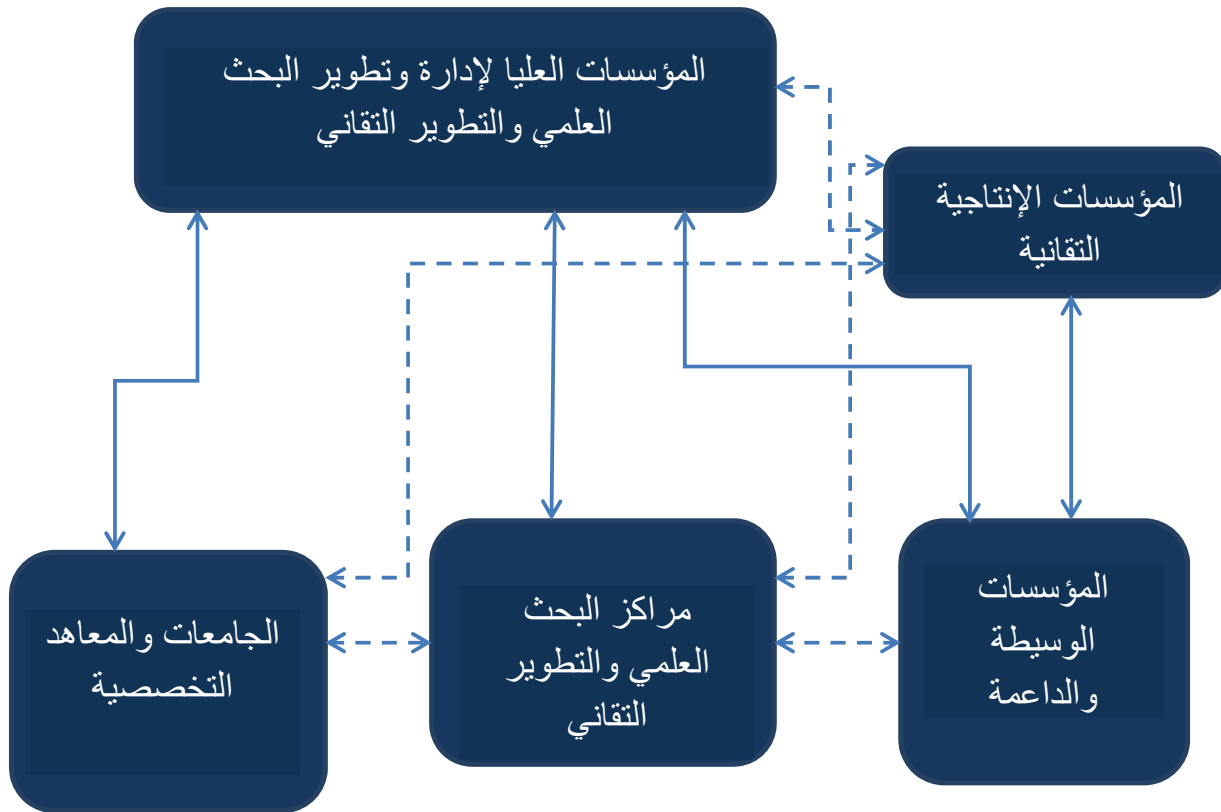 المؤسسات العليا لإدارة وتطوير البحث
العلمي والتطوير التقاني
المؤسسات الإنتاجية
التقانية
المؤسسات
الوسيطة
والداعمة
مراكز البحث
العلمي والتطوير
التقاني
الجامعات والمعاهد
التخصصية